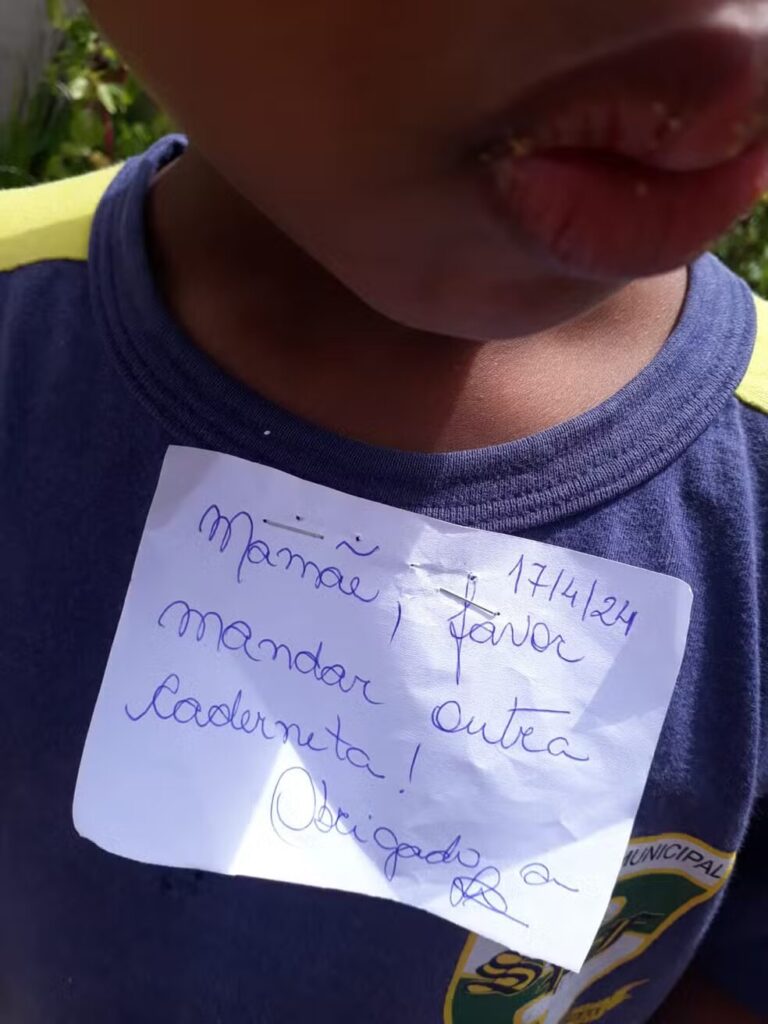 17/4/24
Mamãe, favor
mandar outra
caderneta!
Obrigado, a
MUNICIPAL